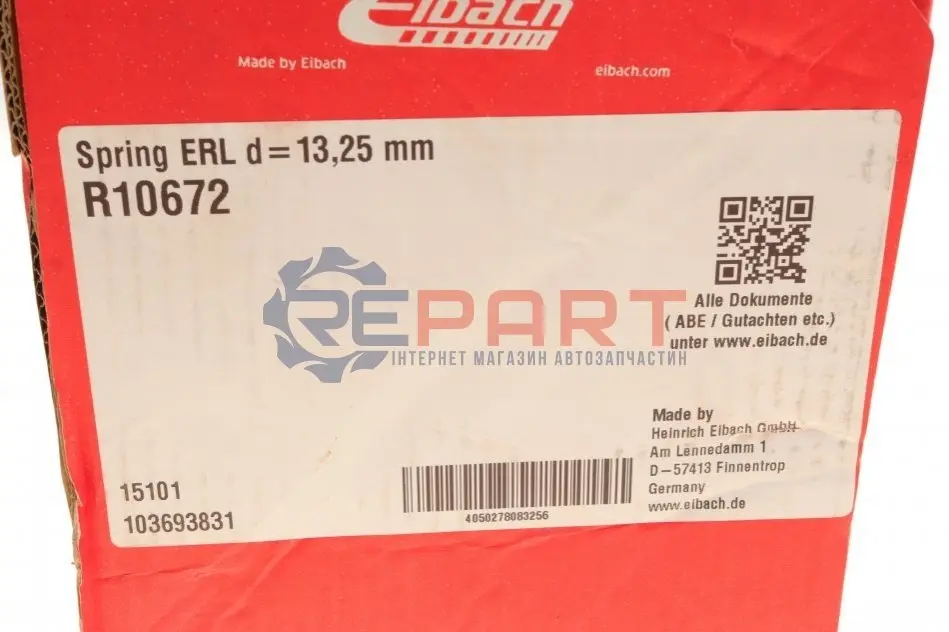 Eibach
Made by Eibach
eibach.com
Spring ERL d=13,25 mm
R10672
REPART
ІНТЕРНЕТ МАГАЗИН АВТОЗАПЧАСТИН
Alle Dokumente
( ABE / Gutachten etc.)
unter www.eibach.de
Made by
Heinrich Eibach GmbH
Am Lennedamm 1
D-57413 Finnentrop
Germany
www.eibach.de
15101
103693831
4050278083256